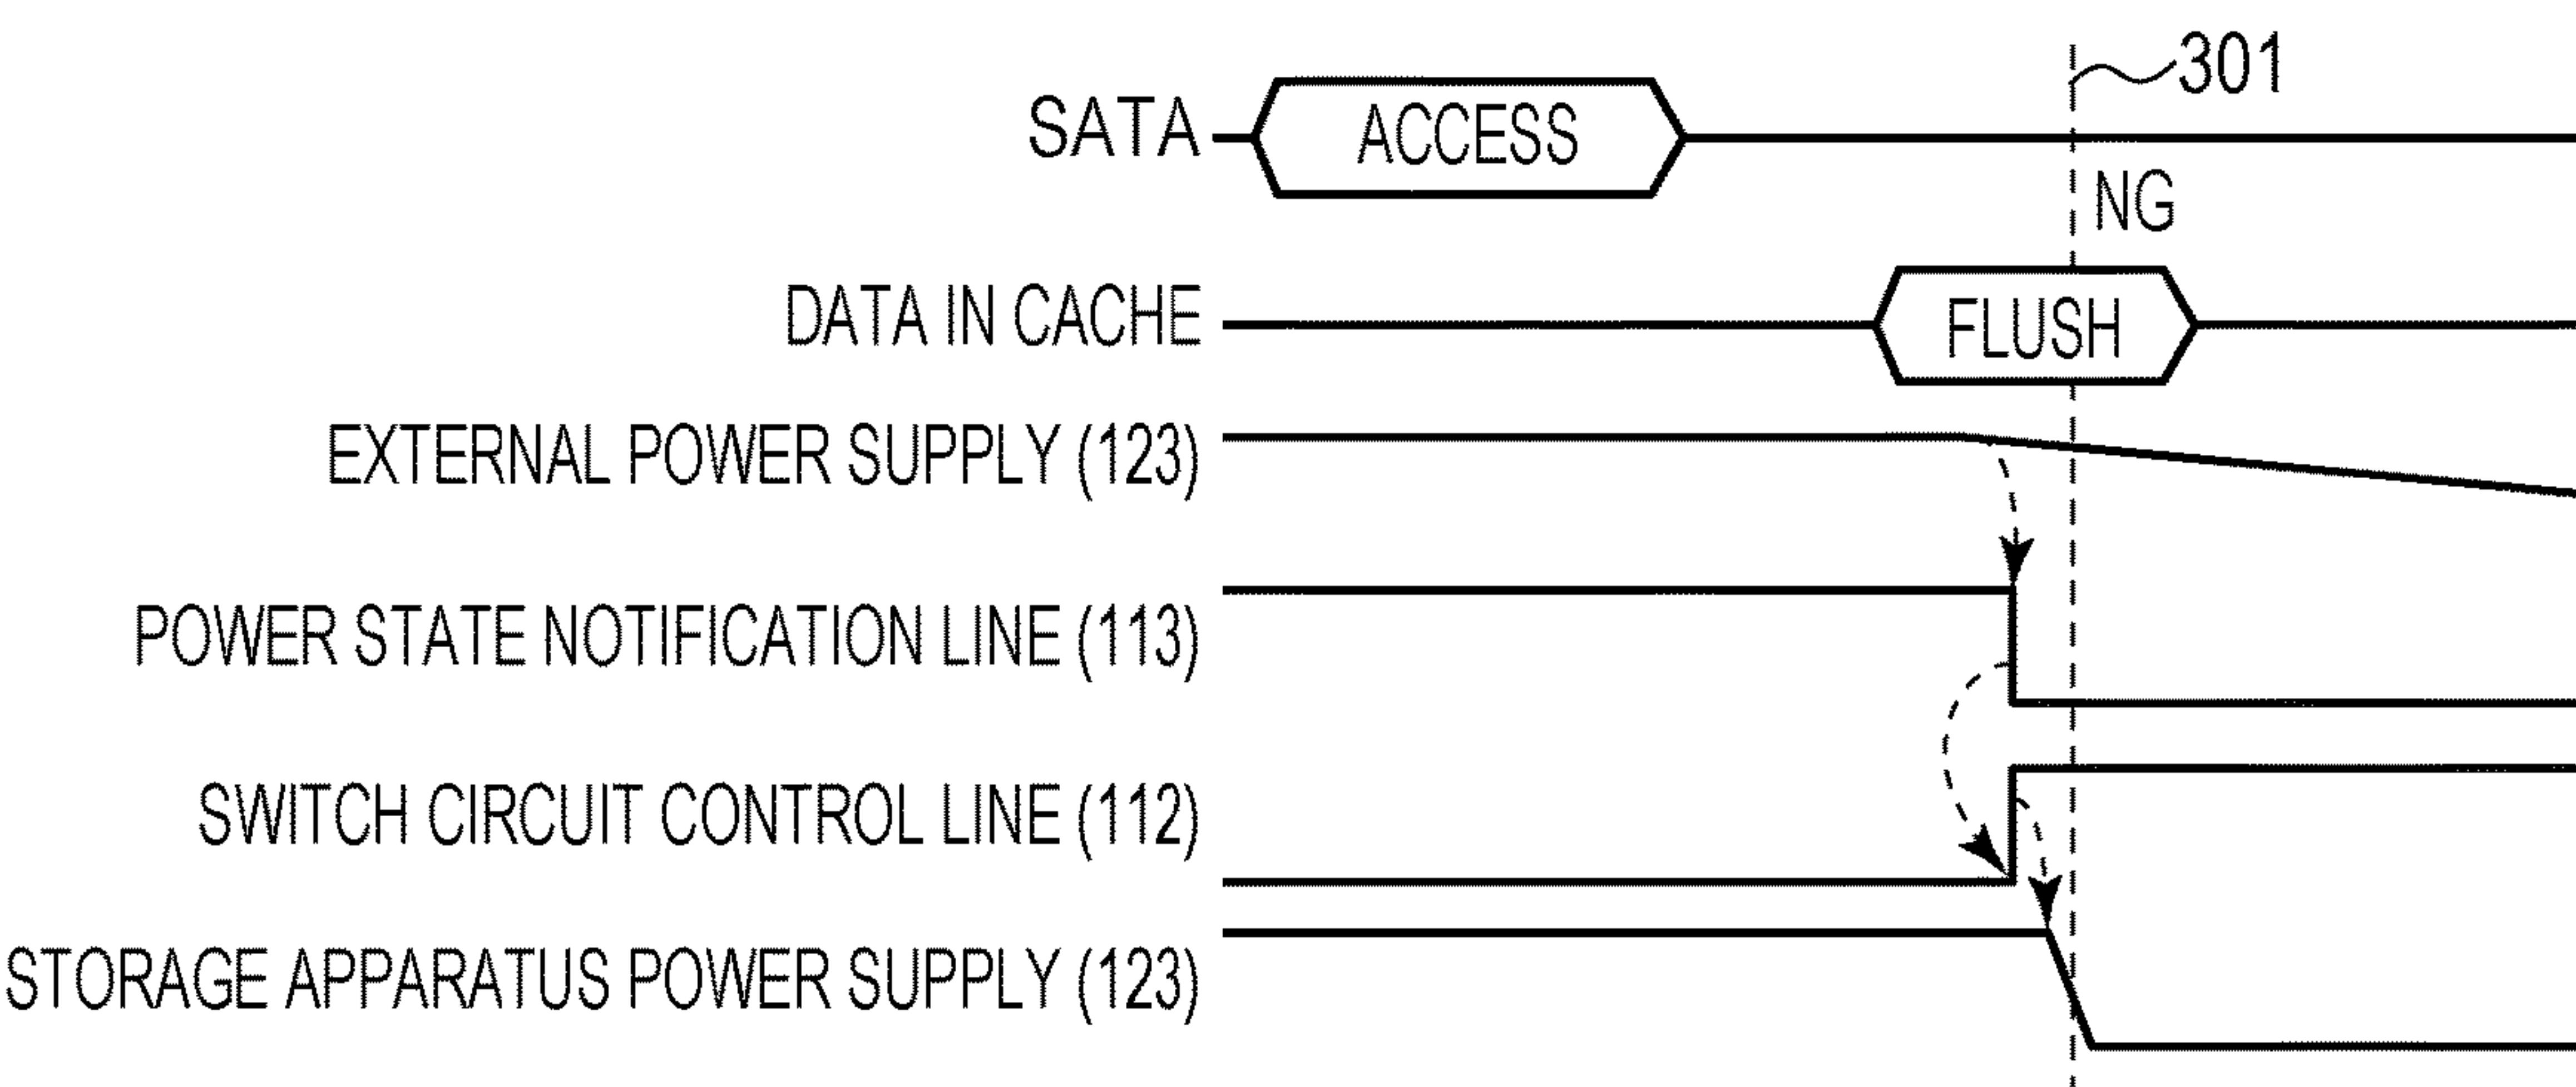 301
SATA ACCESS
NG
DATA IN CACHE FLUSH
EXTERNAL POWER SUPPLY (123)
POWER STATE NOTIFICATION LINE (113)
SWITCH CIRCUIT CONTROL LINE (112)
STORAGE APPARATUS POWER SUPPLY (123)